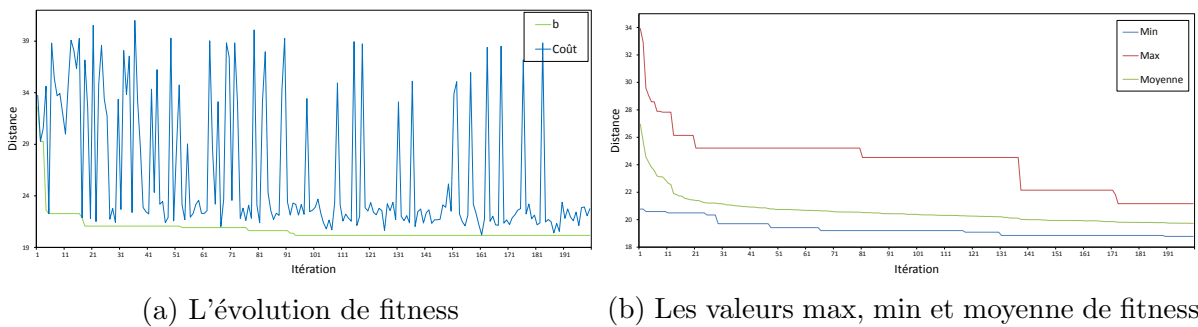 39
34
29
24
19
Distance
b
Coût
1 11 21 31 41 51 61 71 81 91 101 111 121 131 141 151 161 171 181 191
Itération
(a) L'évolution de fitness
34
32
30
28
26
24
22
20
18
Distance
Min
Max
Moyenne
1 11 21 31 41 51 61 71 81 91 101 111 121 131 141 151 161 171 181 191
Itération
(b) Les valeurs max, min et moyenne de fitness